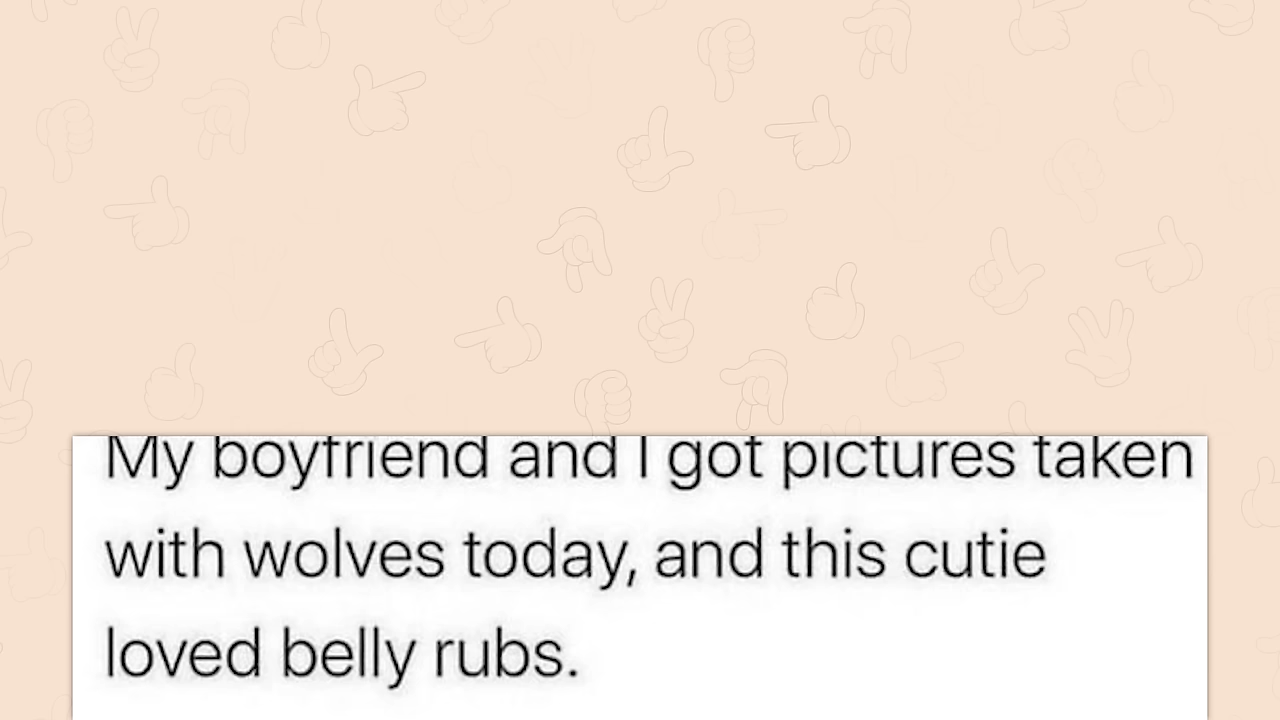 My boyfriend and I got pictures taken
with wolves today, and this cutie
loved belly rubs.